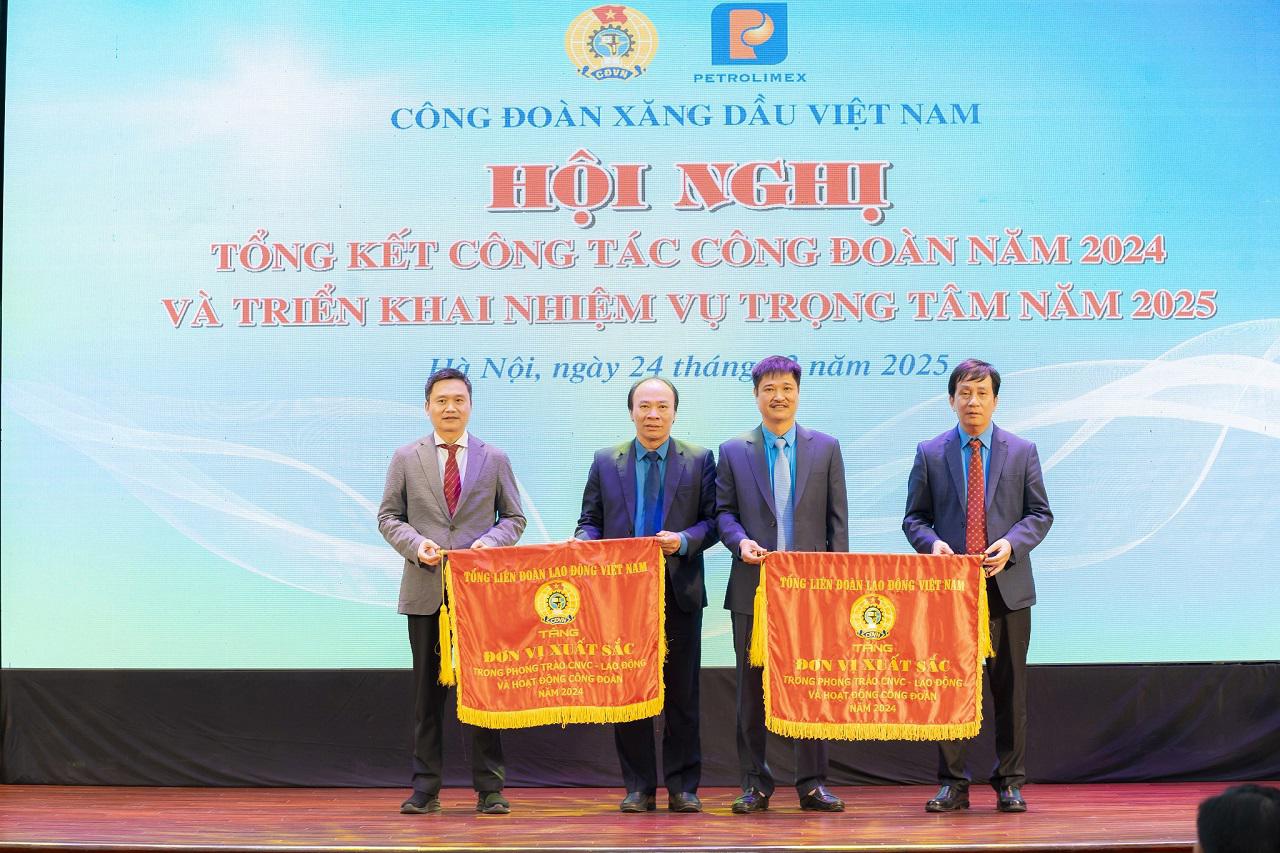 CĐVN
PETROLIMEX
CÔNG ĐOÀN XĂNG DẦU VIỆT NAM
HỘI NGHỊ
TỔNG KẾT CÔNG TÁC CÔNG ĐOÀN NĂM 2024
VÀ TRIỂN KHAI NHIỆM VỤ TRỌNG TÂM NĂM 2025
Hà Nội, ngày 24 tháng năm 2025
TỔNG LIÊN ĐOÀN LAO ĐỘNG VIỆT NAM
CĐVN
TẶNG
ĐƠN VỊ XUẤT SẮC
TRONG PHONG TRÀO CNVC - LAO ĐỘNG
VÀ HOẠT ĐỘNG CÔNG ĐOÀN
NĂM 2024
TỔNG LIÊN ĐOÀN LAO ĐỘNG VIỆT NAM
CĐVN
TẶNG
ĐƠN VỊ XUẤT SẮC
TRONG PHONG TRÀO CNVC - LAO ĐỘNG
VÀ HOẠT ĐỘNG CÔNG ĐOÀN
NĂM 2024